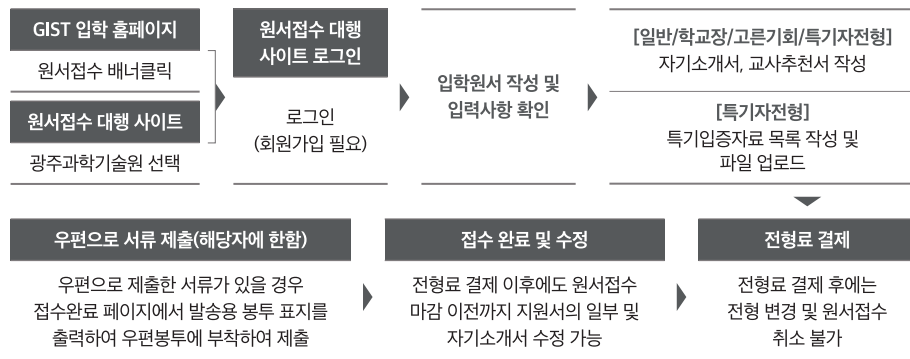 GIST 입학 홈페이지
원서접수 배너클릭
원서접수 대행 사이트
광주과학기술원 선택
원서접수 대행
사이트 로그인
로그인
(회원가입 필요)
입학원서 작성 및
입력사항 확인
[일반/학교장/고른기회/특기자전형]
자기소개서, 교사추천서 작성
[특기자전형]
특기입증자료 목록 작성 및
파일 업로드
우편으로 서류 제출(해당자에 한함)
우편으로 제출한 서류가 있을 경우
접수완료 페이지에서 발송용 봉투 표지를
출력하여 우편봉투에 부착하여 제출
접수 완료 및 수정
전형료 결제 이후에도 원서접수
마감 이전까지 지원서의 일부 및
자기소개서 수정 가능
전형료 결제
전형료 결제 후에는
전형 변경 및 원서접수
취소 불가